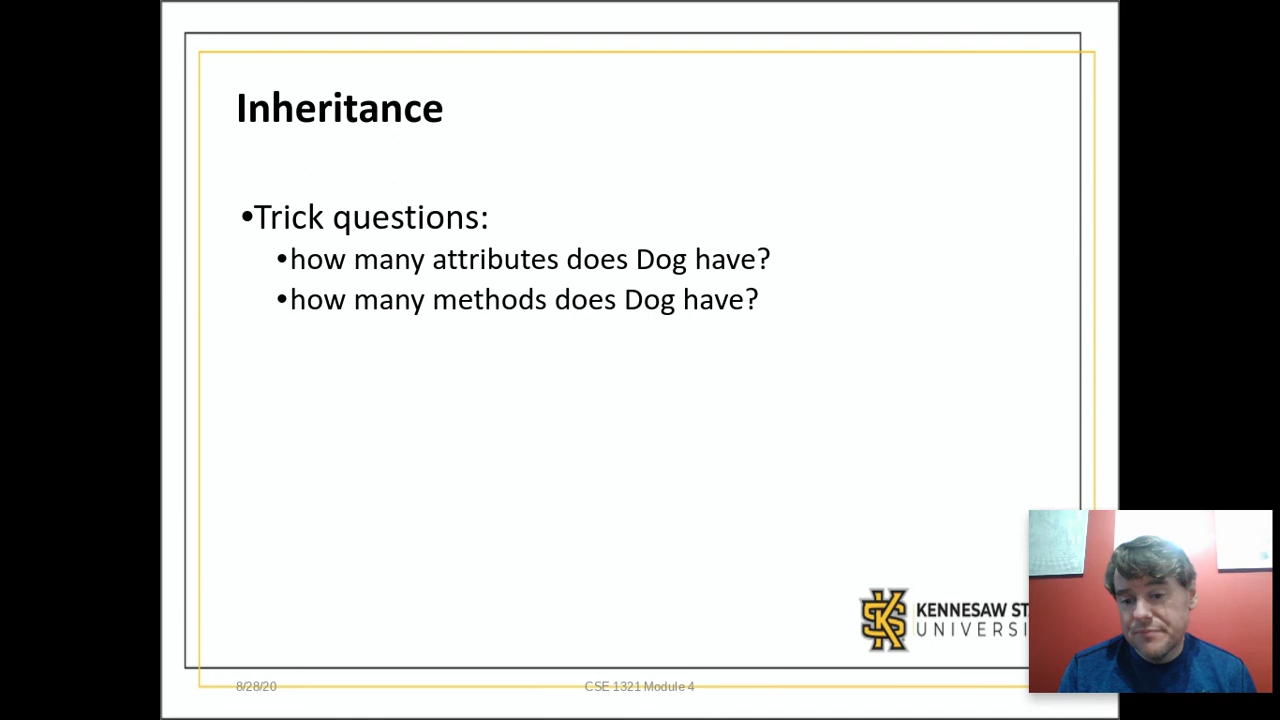 Inheritance
•Trick questions:
•how many attributes does Dog have?
•how many methods does Dog have?
KENNESAW ST
UNIVERSI
8/28/20
CSE 1321 Module 4